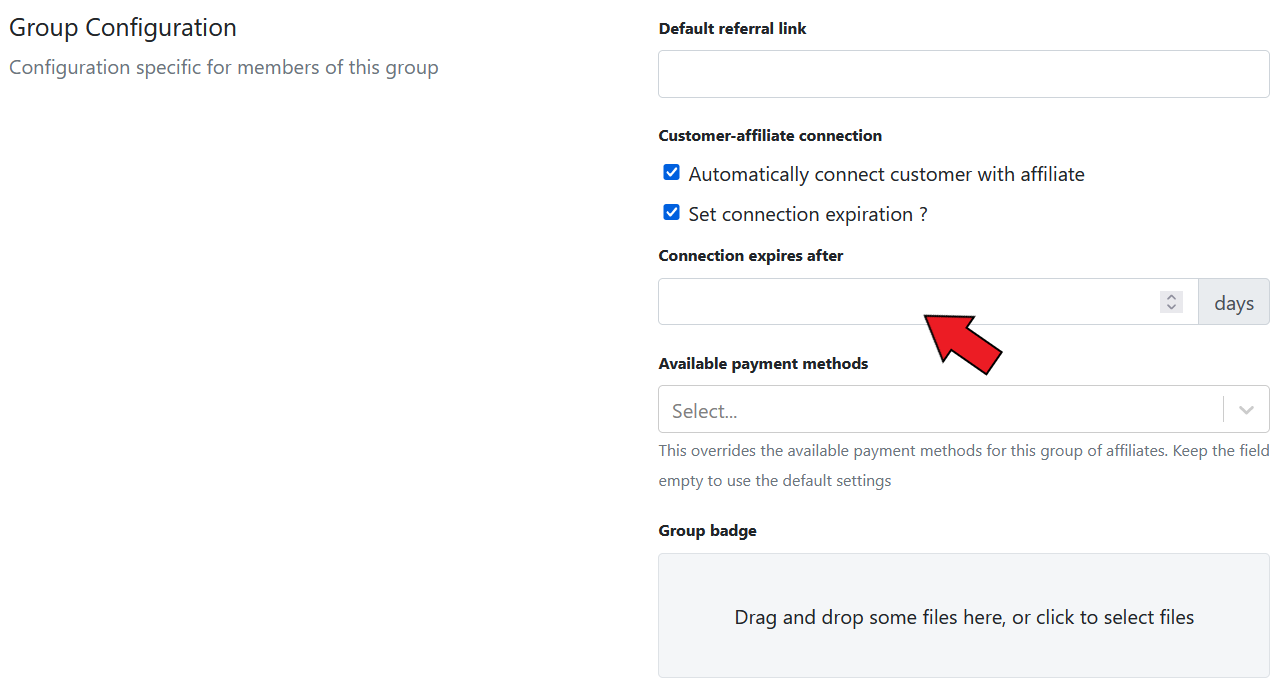 Group Configuration
Configuration specific for members of this group
Default referral link
Customer-affiliate connection
Automatically connect customer with affiliate
Set connection expiration ?
Connection expires after
days
Available payment methods
Select...
This overrides the available payment methods for this group of affiliates. Keep the field
empty to use the default settings
Group badge
Drag and drop some files here, or click to select files